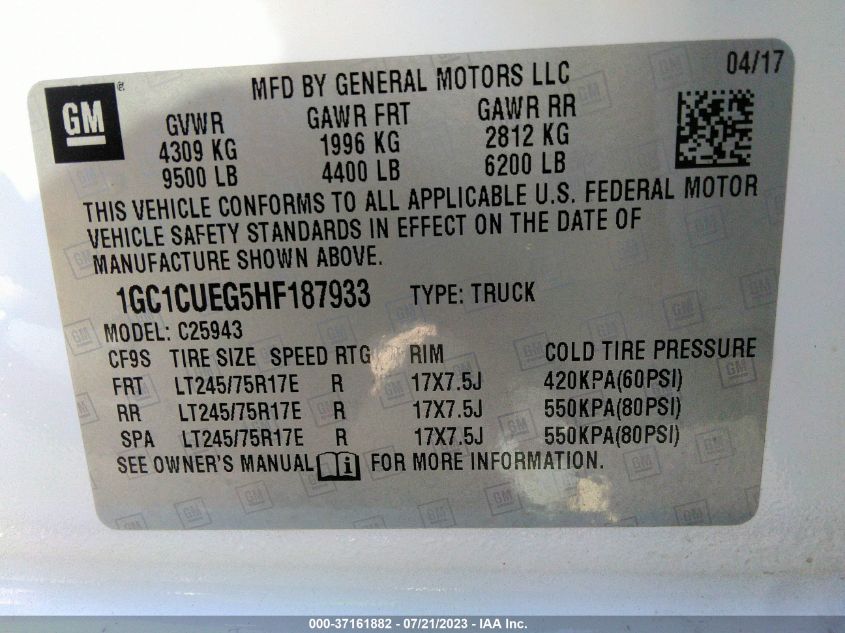 GM
MFD BY GENERAL MOTORS LLC
04/17
GVWR GAWR FRT GAWR RR
4309 KG 1996 KG 2812 KG
9500 LB 4400 LB 6200 LB
THIS VEHICLE CONFORMS TO ALL APPLICABLE U.S. FEDERAL MOTOR
VEHICLE SAFETY STANDARDS IN EFFECT ON THE DATE OF
MANUFACTURE SHOWN ABOVE.
1GC1CUEG5HF187933 TYPE: TRUCK
MODEL: C25943
CF9S TIRE SIZE SPEED RTG RIM COLD TIRE PRESSURE
FRT LT245/75R17E R 17X7.5J 420KPA(60PSI)
RR LT245/75R17E R 17X7.5J 550KPA(80PSI)
SPA LT245/75R17E R 17X7.5J 550KPA(80PSI)
SEE OWNER'S MANUAL FOR MORE INFORMATION.
000-37161882 - 07/21/2023 - IAA Inc.